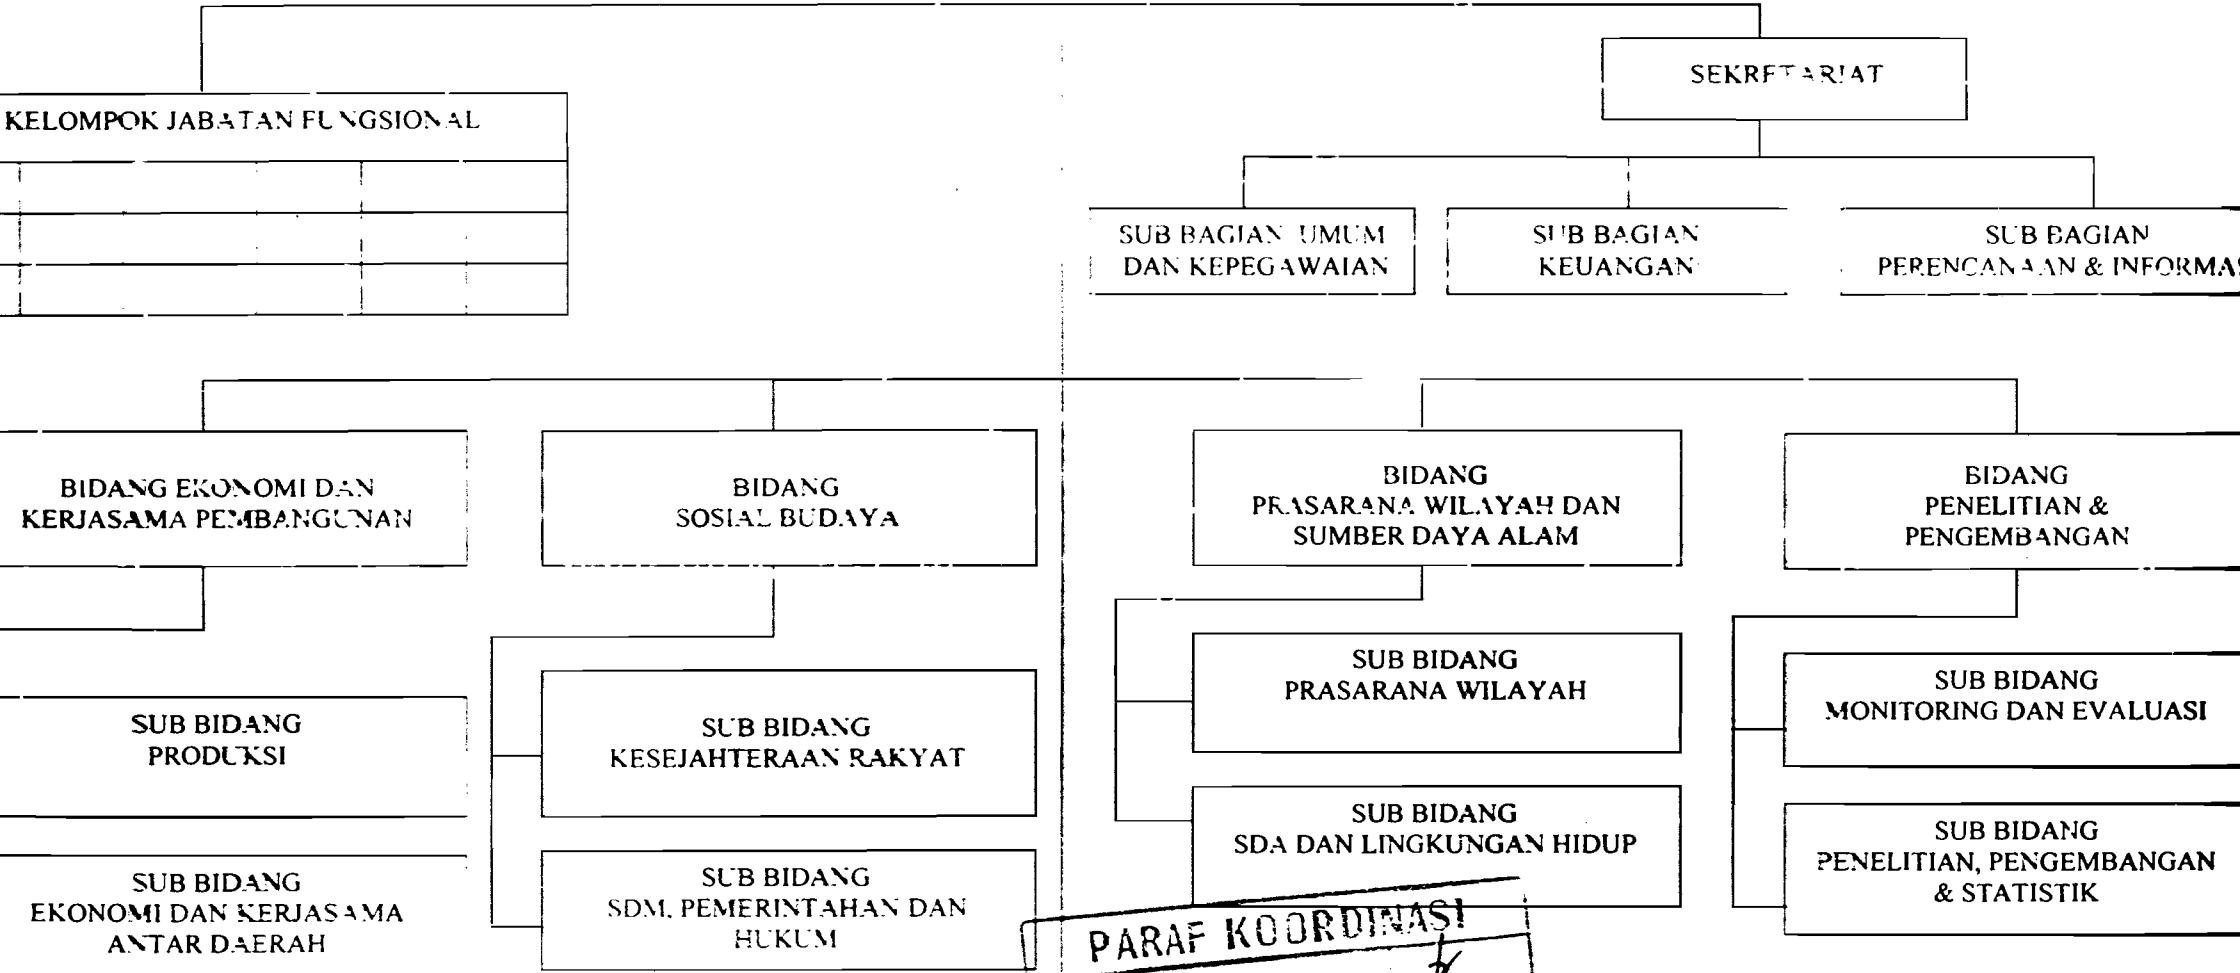 SEKRETARIAT
KELOMPOK JABATAN FUNGSIONAL
SUB BAGIAN UMUM
DAN KEPEGAWAIAN
SUB BAGIAN
KEUANGAN
SUB BAGIAN
PERENCANAAN & INFORMAS
BIDANG EKONOMI DAN
KERJASAMA PEMBANGUNAN
BIDANG
SOSIAL BUDAYA
BIDANG
PRASARANA WILAYAH DAN
SUMBER DAYA ALAM
BIDANG
PENELITIAN &
PENGEMBANGAN
SUB BIDANG
PRODUKSI
SUB BIDANG
EKONOMI DAN KERJASAMA
ANTAR DAERAH
SUB BIDANG
KESEJAHTERAAN RAKYAT
SUB BIDANG
SDM, PEMERINTAHAN DAN
HUKUM
SUB BIDANG
PRASARANA WILAYAH
SUB BIDANG
SDA DAN LINGKUNGAN HIDUP
SUB BIDANG
MONITORING DAN EVALUASI
SUB BIDANG
PENELITIAN, PENGEMBANGAN
& STATISTIK
PARAF KOORDINASI